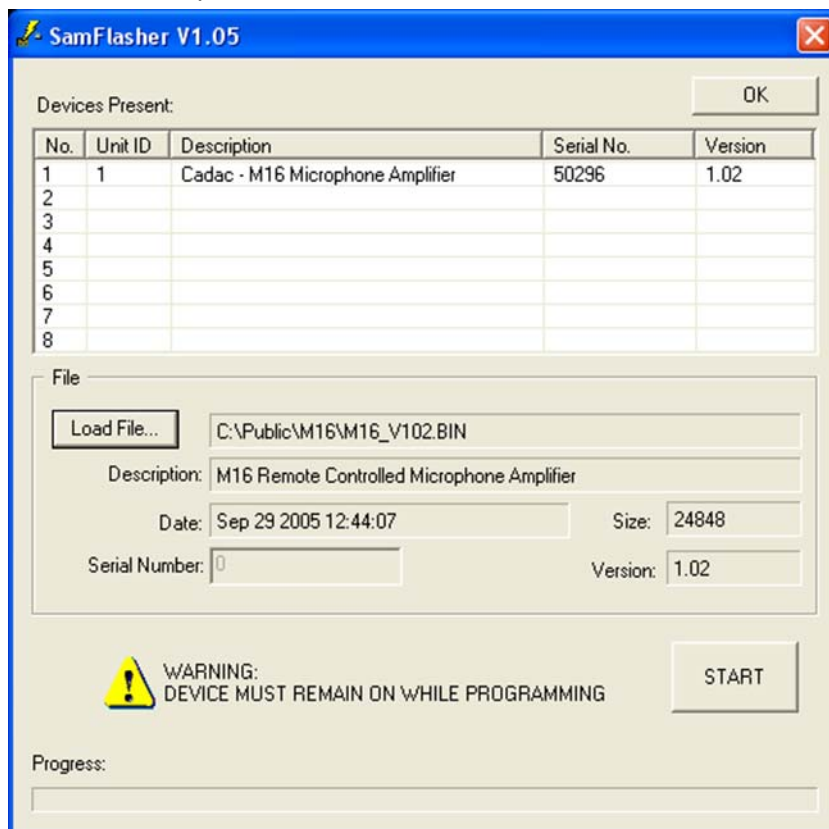 SamFlasher V1.05
OK
Devices Present:
No. Unit ID Description Serial No. Version
1 1 Cadac - M16 Microphone Amplifier 50296 1.02
2
3
4
5
6
7
8
File
Load File... C:\Public\M16\M16_V102.BIN
Description: M16 Remote Controlled Microphone Amplifier
Date: Sep 29 2005 12:44:07 Size: 24848
Serial Number: 0 Version: 1.02
WARNING:
DEVICE MUST REMAIN ON WHILE PROGRAMMING
START
Progress: